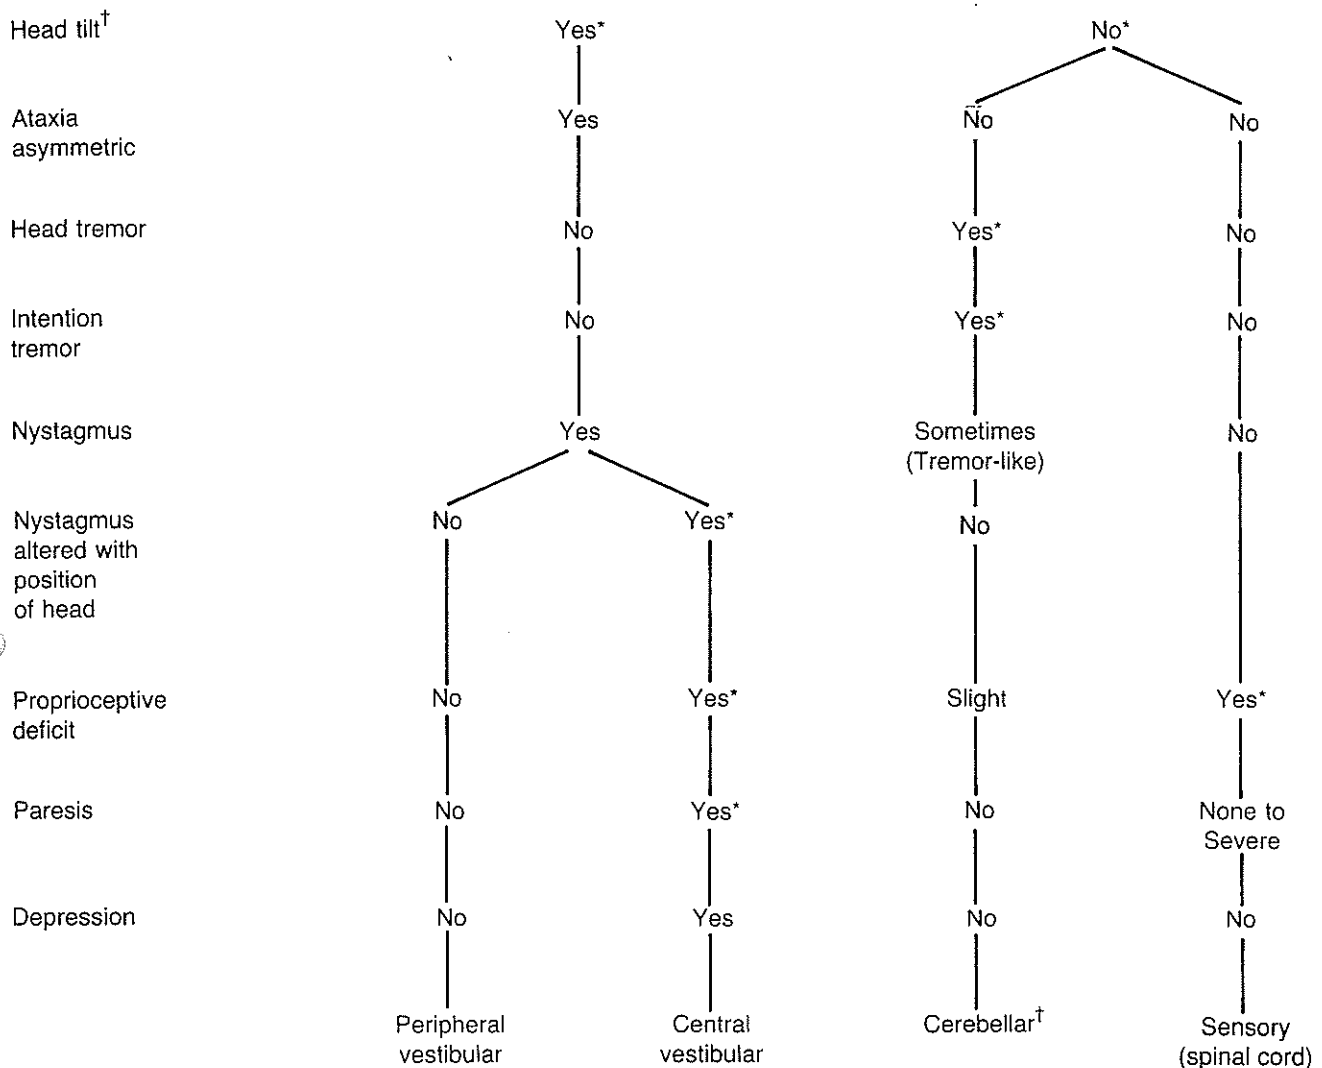 Head tilt† Yes* No*
Ataxia Yes No No
asymmetric
Head tremor No Yes* No
Intention No Yes* No
tremor
Nystagmus Yes Sometimes No
(Tremor-like)
Nystagmus No Yes* No
altered with
position
of head
Proprioceptive No Yes* Slight Yes*
deficit
Paresis No Yes* No None to
Severe
Depression No Yes No No
Peripheral Central Cerebellar† Sensory
vestibular vestibular (spinal cord)